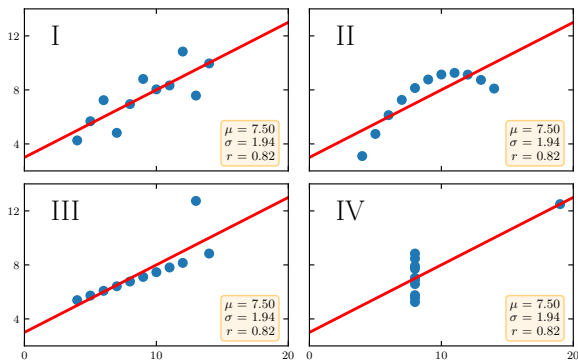 I
II
12
8
4
μ = 7.50
σ = 1.94
r = 0.82
μ = 7.50
σ = 1.94
r = 0.82
III
IV
12
8
4
μ = 7.50
σ = 1.94
r = 0.82
μ = 7.50
σ = 1.94
r = 0.82
0 10 20 0 10 20